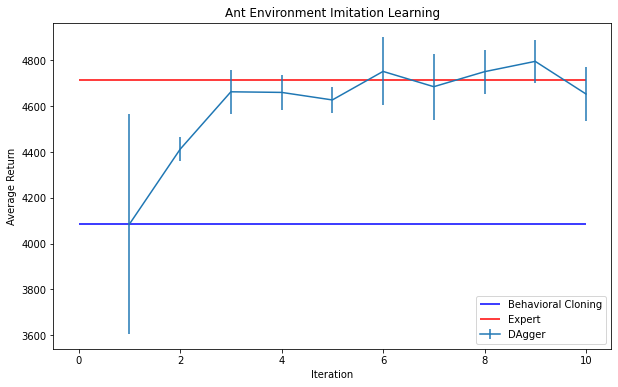 Ant Environment Imitation Learning
Average Return
4800
4600
4400
4200
4000
3800
3600
0
2
4
6
8
10
Iteration
Behavioral Cloning
Expert
DAgger